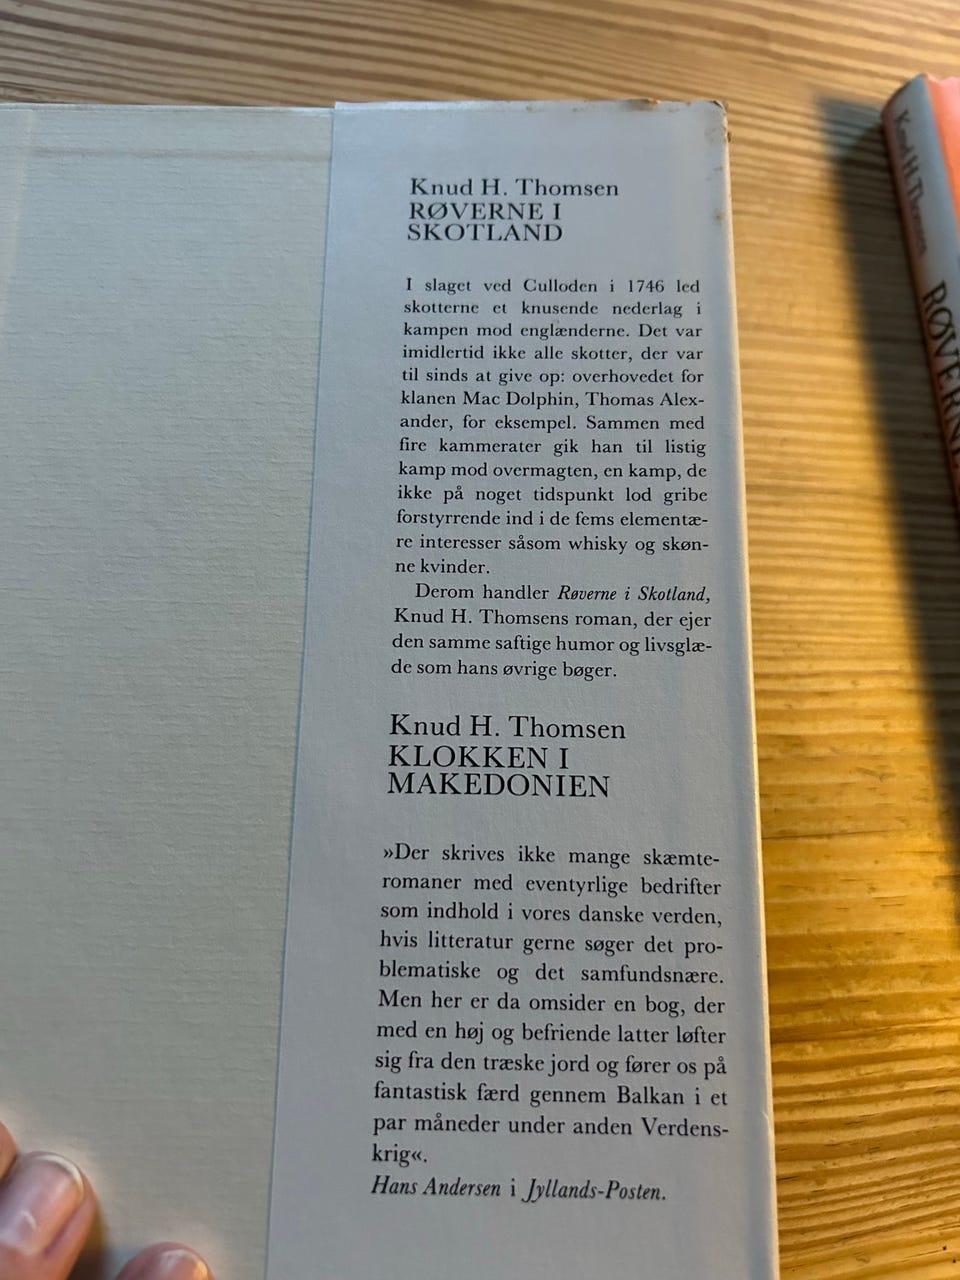 Knud H. Thomsen
RØVERNE I
SKOTLAND
I slaget ved Culloden i 1746 led
skotterne et knusende nederlag i
kampen mod englænderne. Det var
imidlertid ikke alle skotter, der var
til sinds at give op: overhovedet for
klanen Mac Dolphin, Thomas Alex-
ander, for eksempel. Sammen med
fire kammerater gik han til listig
kamp mod overmagten, en kamp, de
ikke på noget tidspunkt lod gribe
forstyrrende ind i de fems elementæ-
re interesser såsom whisky og skøn-
ne kvinder.
Derom handler Røverne i Skotland,
Knud H. Thomsens roman, der ejer
den samme saftige humor og livsglæ-
de som hans øvrige bøger.
Knud H. Thomsen
KLOKKEN I
MAKEDONIEN
»Der skrives ikke mange skæmte-
romaner med eventyrlige bedrifter
som indhold i vores danske verden,
hvis litteratur gerne søger det pro-
blematiske og det samfundsnære.
Men her er da omsider en bog, der
med en høj og befriende latter løfter
sig fra den træske jord og fører os på
fantastisk færd gennem Balkan i et
par måneder under anden Verdens-
krig«.
Hans Andersen i Jyllands-Posten.
Knud H. Thomsen
RØVERNE